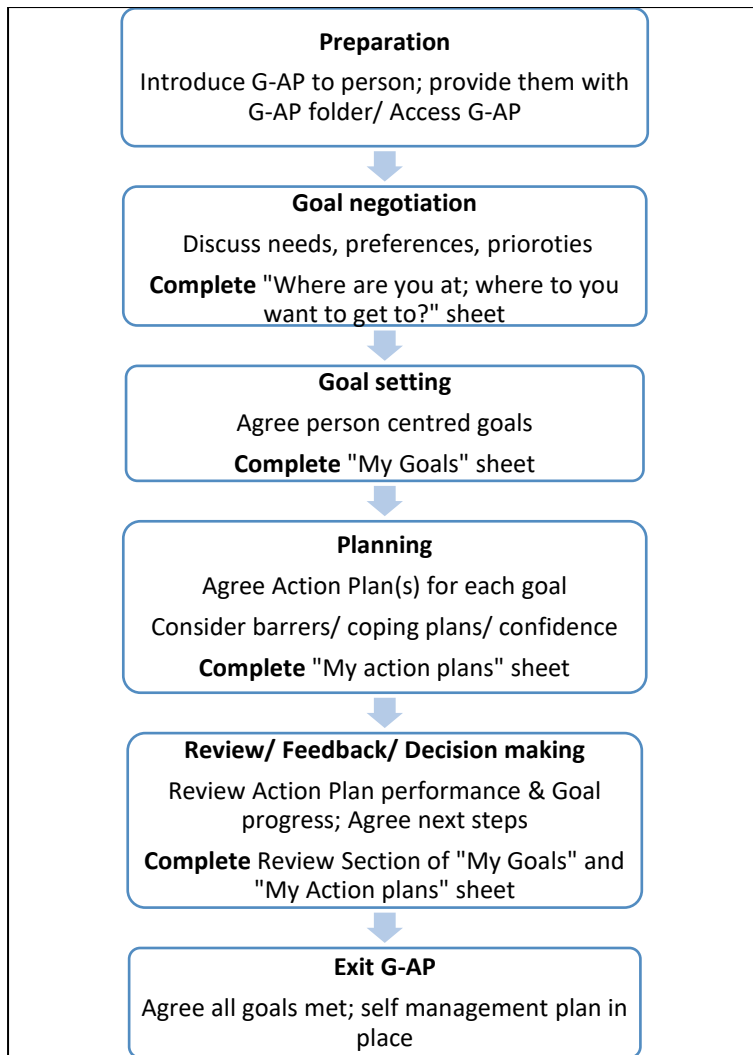 Preparation
Introduce G-AP to person; provide them with
G-AP folder/ Access G-AP
Goal negotiation
Discuss needs, preferences, prioroties
Complete "Where are you at; where to you
want to get to?" sheet
Goal setting
Agree person centred goals
Complete "My Goals" sheet
Planning
Agree Action Plan(s) for each goal
Consider barrers/ coping plans/ confidence
Complete "My action plans" sheet
Review/ Feedback/ Decision making
Review Action Plan performance & Goal
progress; Agree next steps
Complete Review Section of "My Goals" and
"My Action plans" sheet
Exit G-AP
Agree all goals met; self management plan in
place